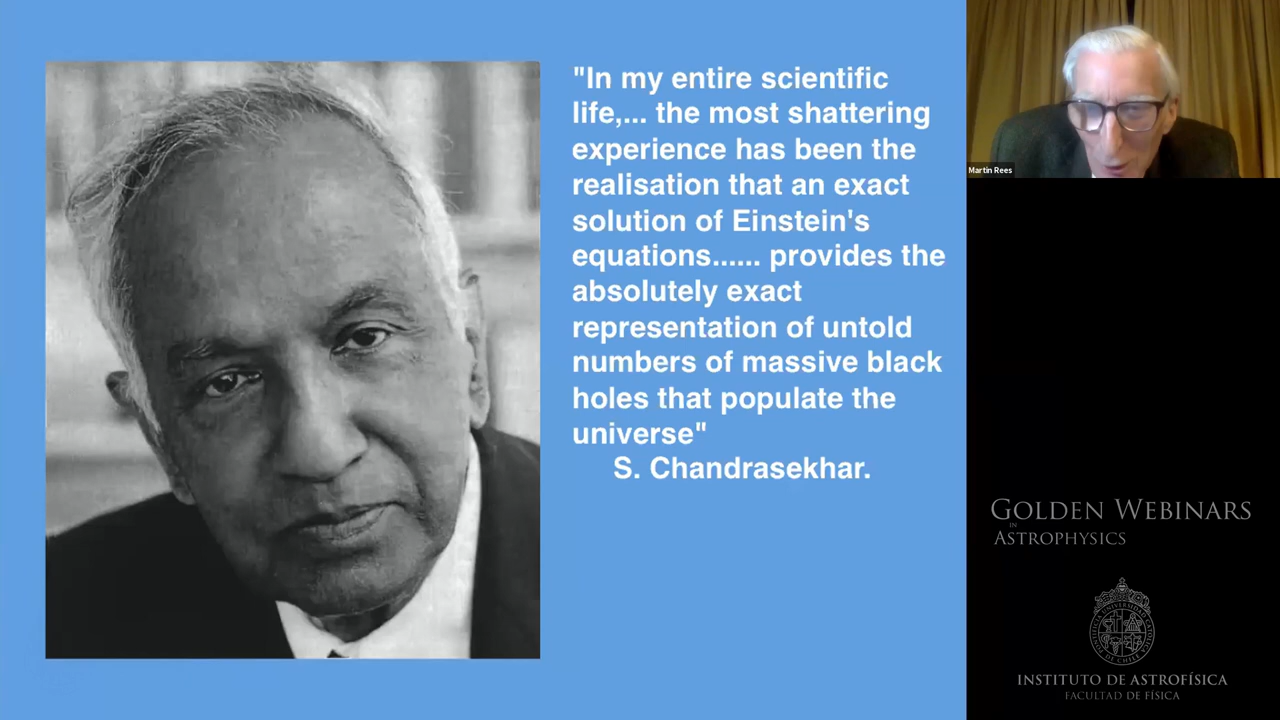 "In my entire scientific
life,... the most shattering
experience has been the
realisation that an exact
solution of Einstein's
equations...... provides the
absolutely exact
representation of untold
numbers of massive black
holes that populate the
universe"
S. Chandrasekhar.
Martin Rees
GOLDEN WEBINARS
IN
ASTROPHYSICS
INSTITUTO DE ASTROFÍSICA
FACULTAD DE FÍSICA